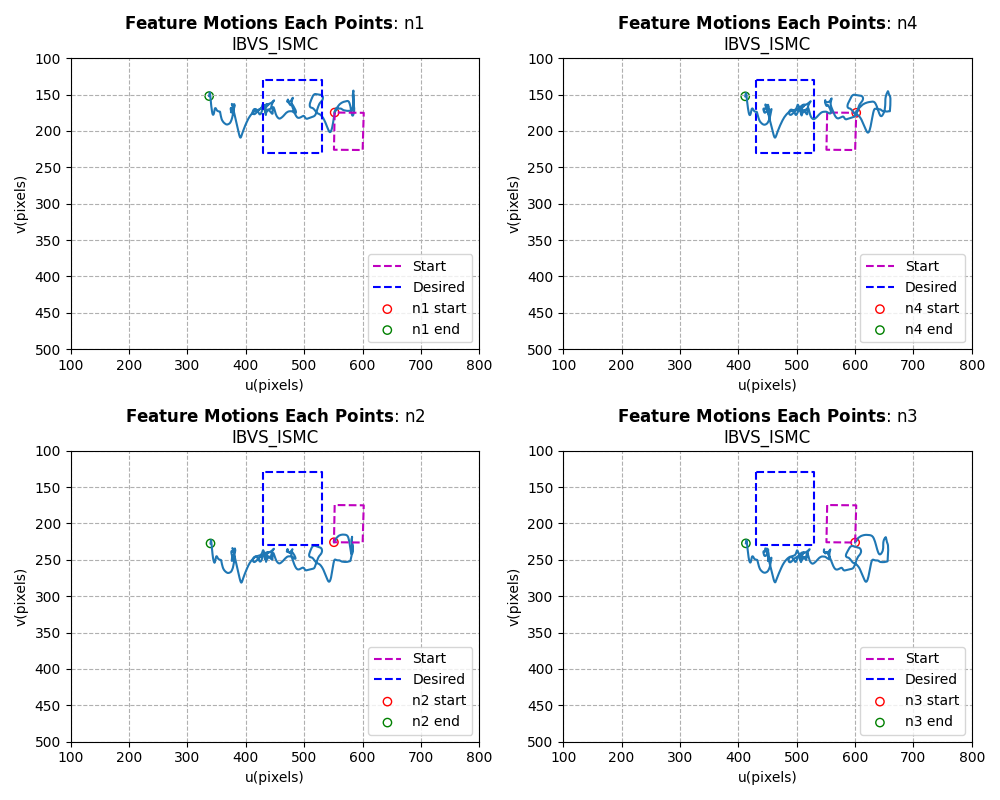 Feature Motions Each Points: n1
IBVS_ISMC
100
150
200
250
300
350
400
450
500
v(pixels)
100 200 300 400 500 600 700 800
u(pixels)
Start
Desired
n1 start
n1 end
Feature Motions Each Points: n4
IBVS_ISMC
100
150
200
250
300
350
400
450
500
v(pixels)
100 200 300 400 500 600 700 800
u(pixels)
Start
Desired
n4 start
n4 end
Feature Motions Each Points: n2
IBVS_ISMC
100
150
200
250
300
350
400
450
500
v(pixels)
100 200 300 400 500 600 700 800
u(pixels)
Start
Desired
n2 start
n2 end
Feature Motions Each Points: n3
IBVS_ISMC
100
150
200
250
300
350
400
450
500
v(pixels)
100 200 300 400 500 600 700 800
u(pixels)
Start
Desired
n3 start
n3 end